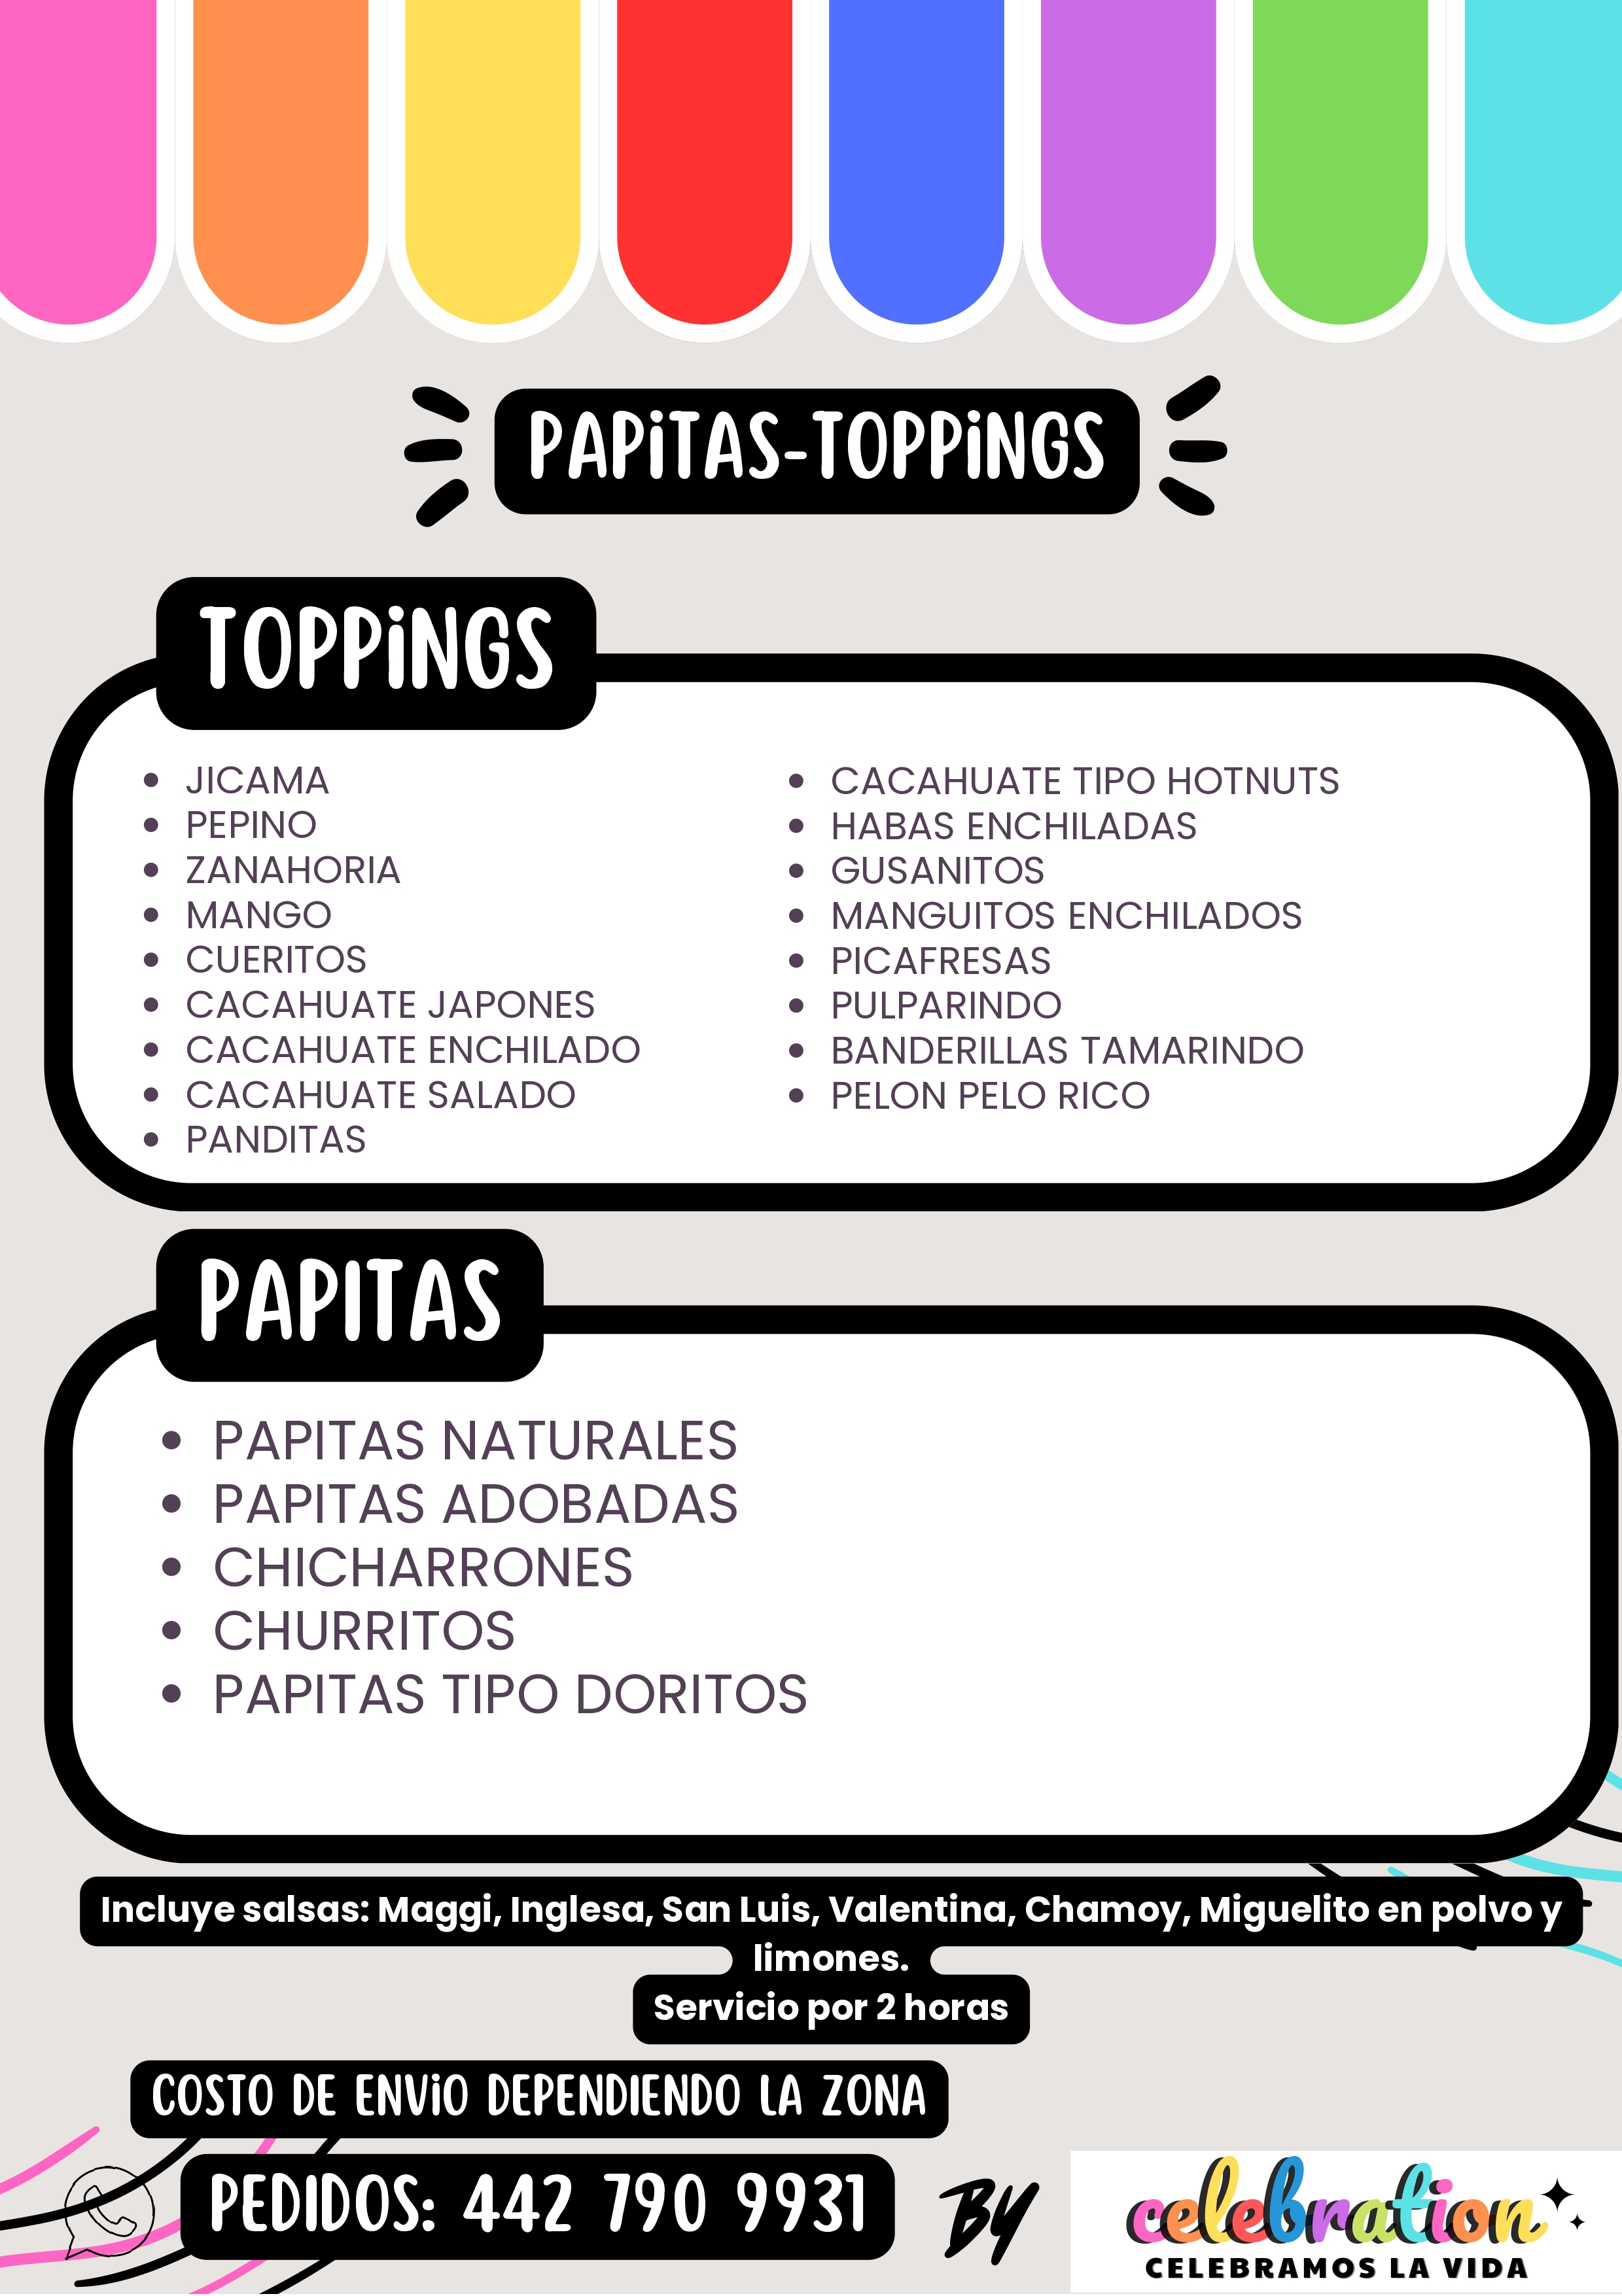 PAPiTAS-TOPPiNGS
TOPPiNGS
JICAMA
PEPINO
ZANAHORIA
MANGO
CUERITOS
CACAHUATE JAPONES
CACAHUATE ENCHILADO
CACAHUATE SALADO
PANDITAS
CACAHUATE TIPO HOTNUTS
HABAS ENCHILADAS
GUSANITOS
MANGUITOS ENCHILADOS
PICAFRESAS
PULPARINDO
BANDERILLAS TAMARINDO
PELON PELO RICO
PAPITAS
PAPITAS NATURALES
PAPITAS ADOBADAS
CHICHARRONES
CHURRITOS
PAPITAS TIPO DORITOS
Incluye salsas: Maggi, Inglesa, San Luis, Valentina, Chamoy, Miguelito en polvo y
limones.
Servicio por 2 horas
COSTO DE ENViO DEPENDIENDO LA ZONA
PEDIDOS: 442 790 9931
BY
celebration
CELEBRAMOS LA VIDA